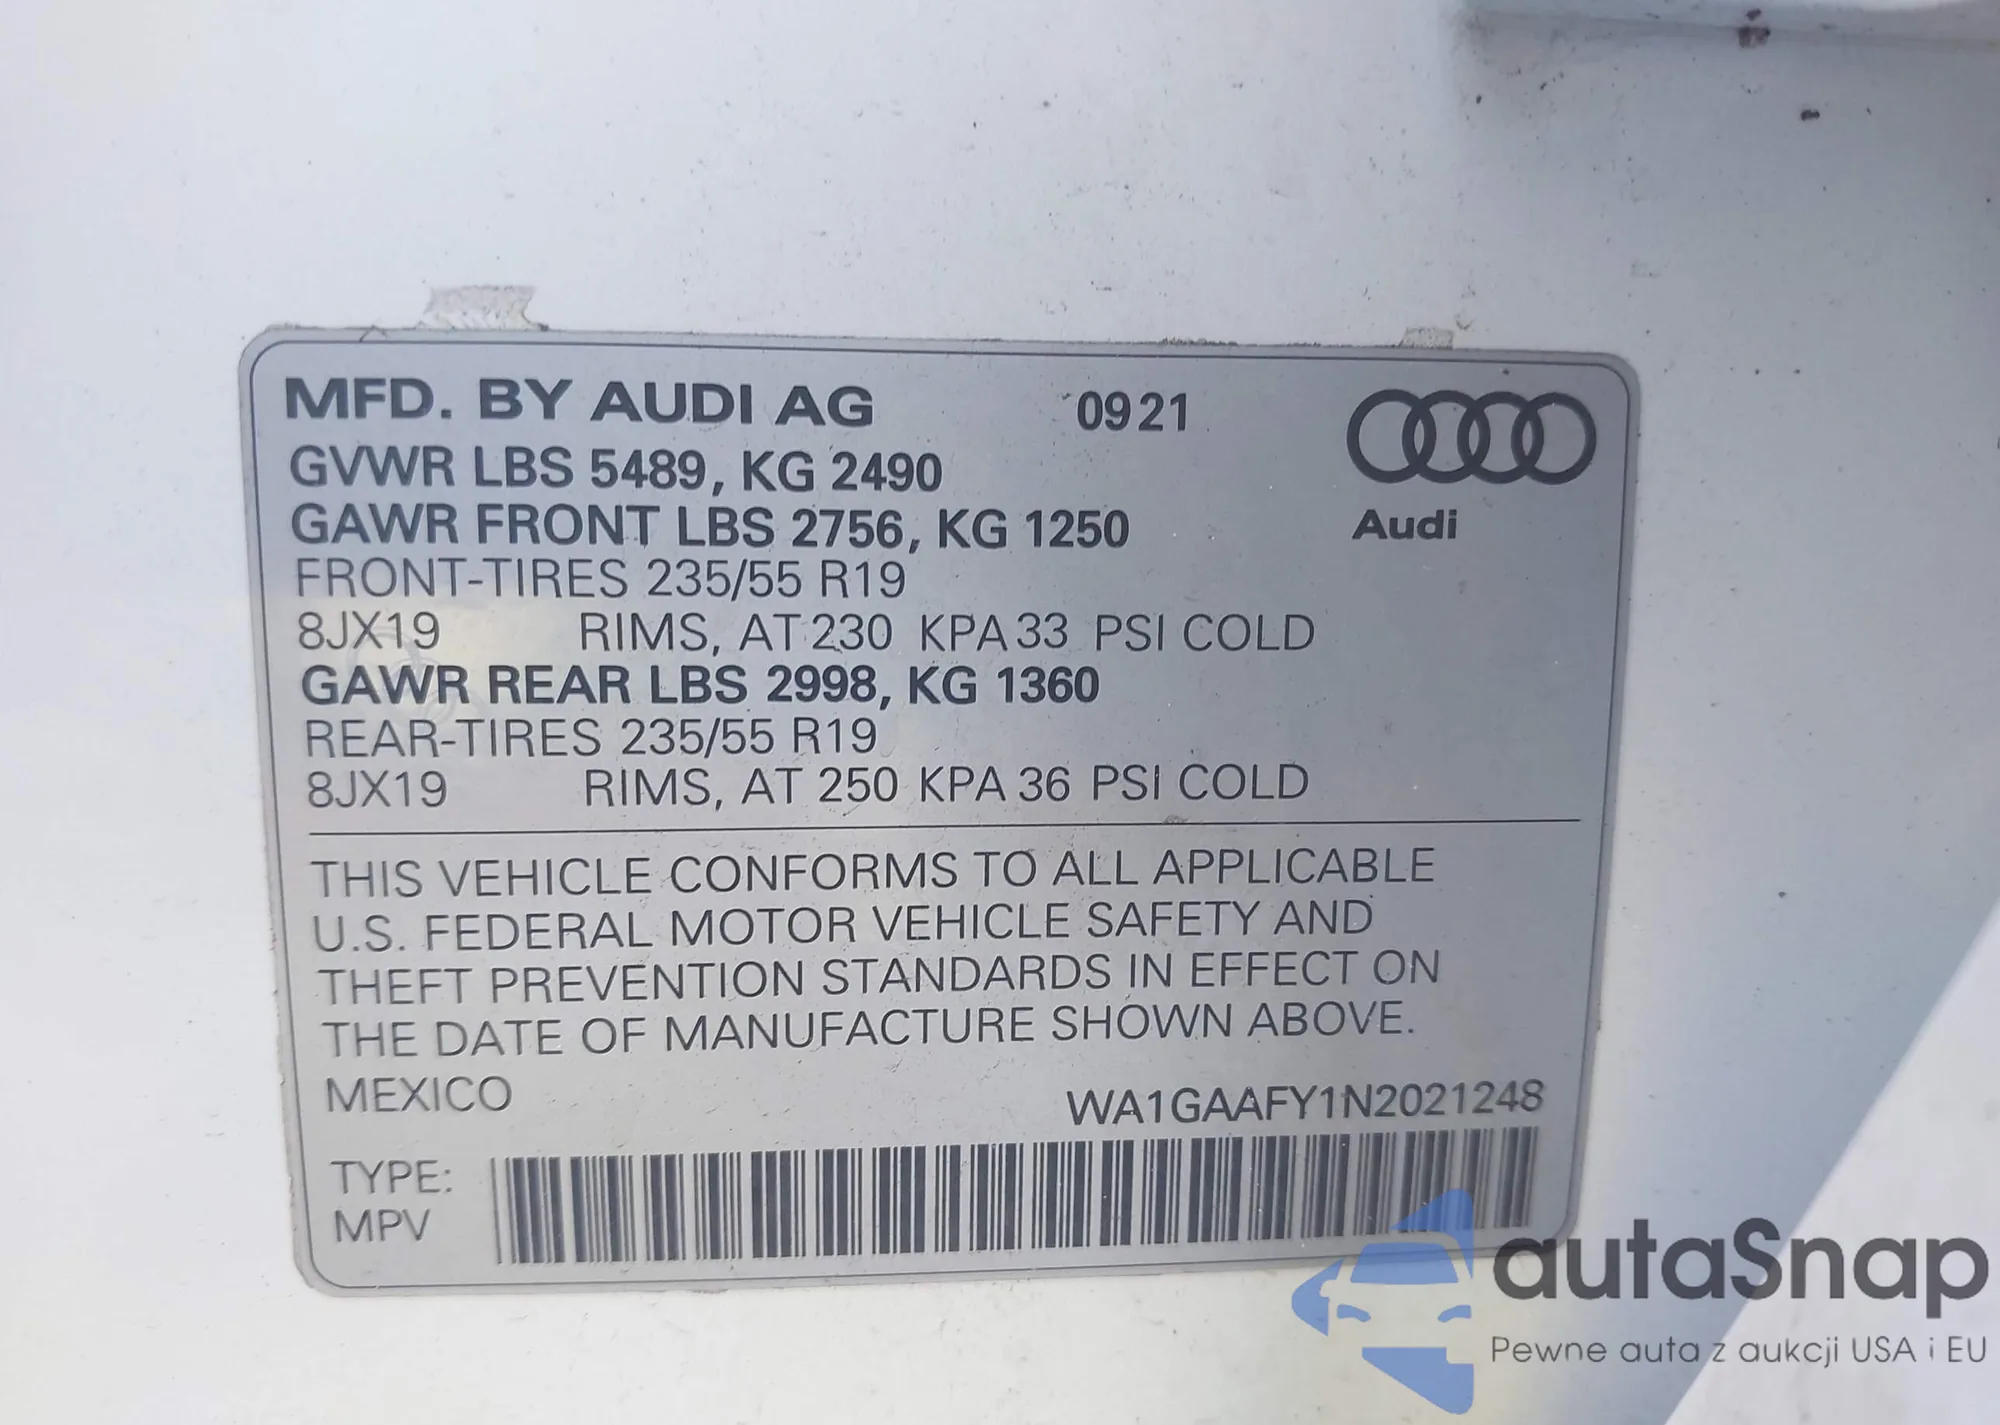 MFD. BY AUDI AG 0921
GVWR LBS 5489, KG 2490
GAWR FRONT LBS 2756, KG 1250
Audi
FRONT-TIRES 235/55 R19
8JX19 RIMS, AT 230 KPA 33 PSI COLD
GAWR REAR LBS 2998, KG 1360
REAR-TIRES 235/55 R19
8JX19 RIMS, AT 250 KPA 36 PSI COLD
THIS VEHICLE CONFORMS TO ALL APPLICABLE
U.S. FEDERAL MOTOR VEHICLE SAFETY AND
THEFT PREVENTION STANDARDS IN EFFECT ON
THE DATE OF MANUFACTURE SHOWN ABOVE.
MEXICO WA1GAAFY1N2021248
TYPE:
MPV
autaSnap
Pewne auta z aukcji USA i EU